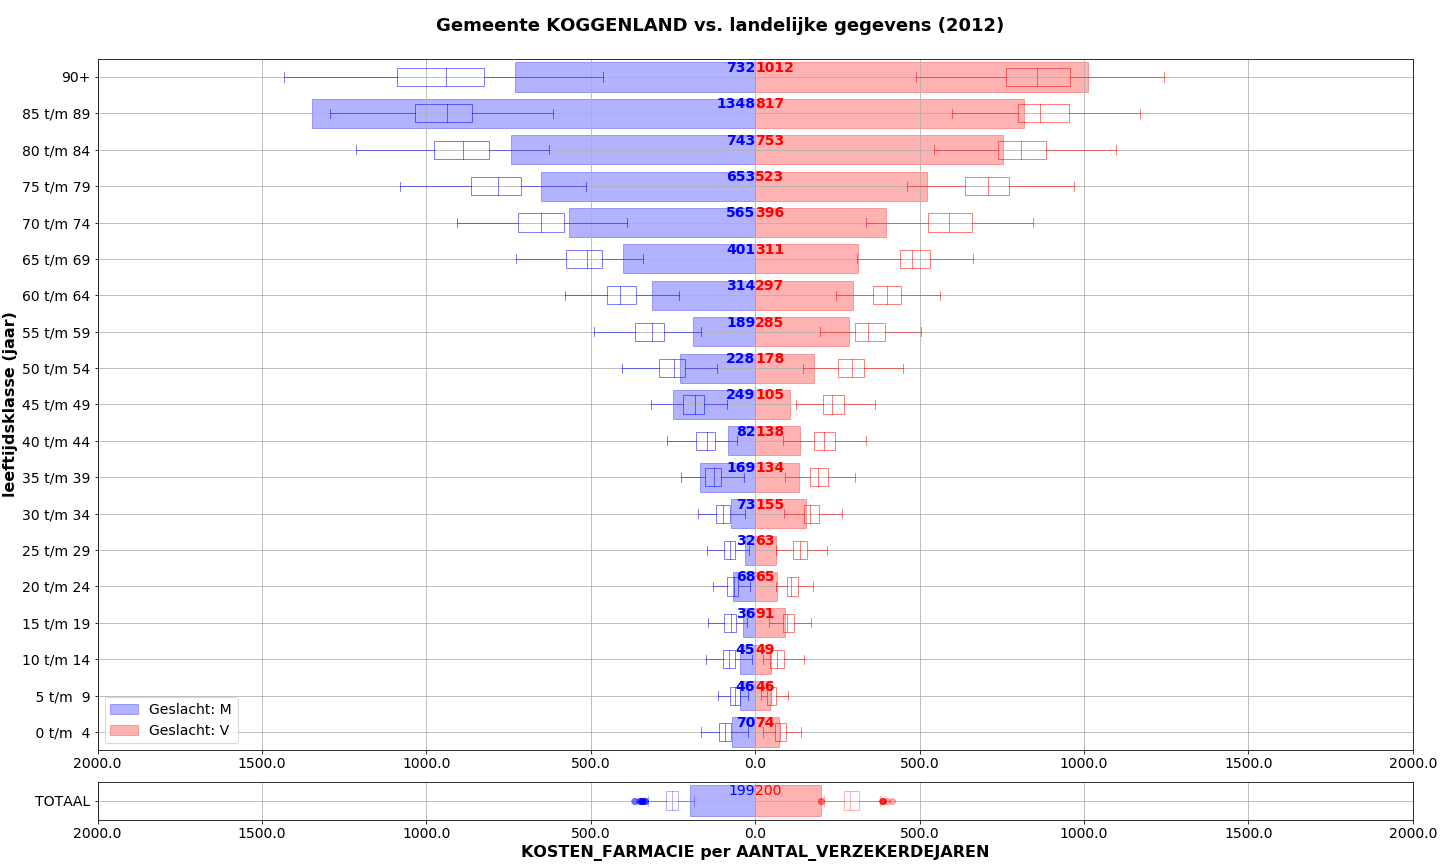 Gemeente KOGGENLAND vs. landelijke gegevens (2012)
leeftijdsklasse (jaar)
90+ 732 1012
85 t/m 89 1348 817
80 t/m 84 743 753
75 t/m 79 653 523
70 t/m 74 565 396
65 t/m 69 401 311
60 t/m 64 314 297
55 t/m 59 189 285
50 t/m 54 228 178
45 t/m 49 249 105
40 t/m 44 82 138
35 t/m 39 169 134
30 t/m 34 73 155
25 t/m 29 32 63
20 t/m 24 68 65
15 t/m 19 36 91
10 t/m 14 45 49
5 t/m 9 46 46
0 t/m 4 70 74
Geslacht: M
Geslacht: V
2000.0 1500.0 1000.0 500.0 0.0 500.0 1000.0 1500.0 2000.0
TOTAAL 199 200
2000.0 1500.0 1000.0 500.0 0.0 500.0 1000.0 1500.0 2000.0
KOSTEN_FARMACIE per AANTAL_VERZEKERDEJAREN